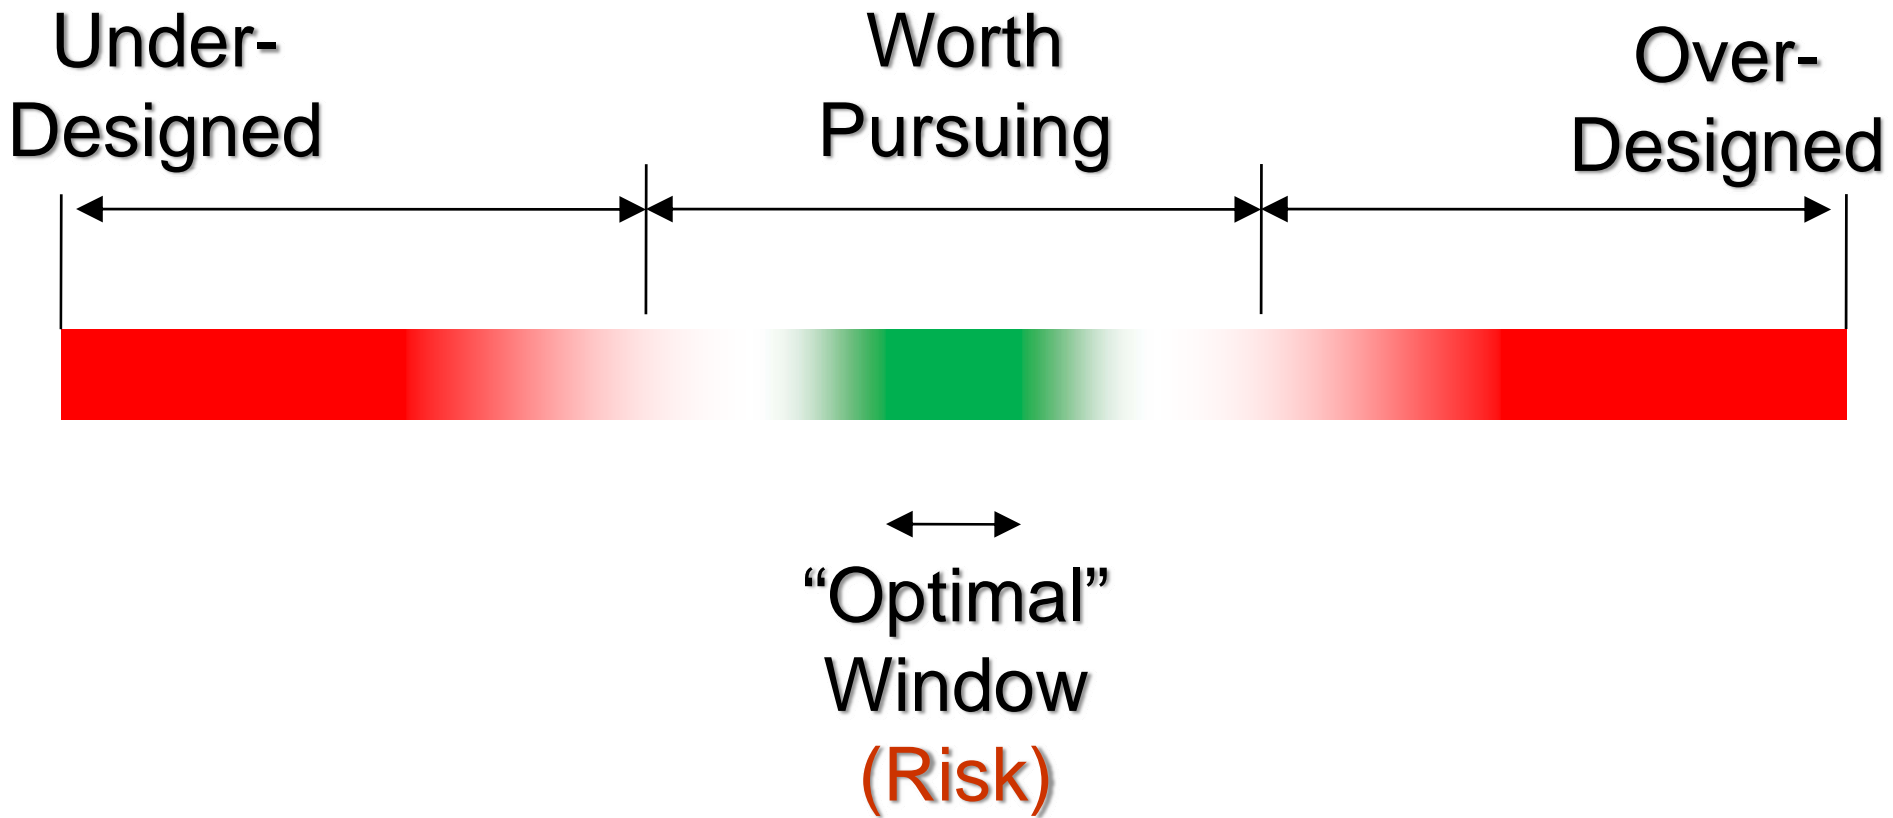 Under-
Designed
Worth
Pursuing
Over-
Designed
“Optimal”
Window
(Risk)